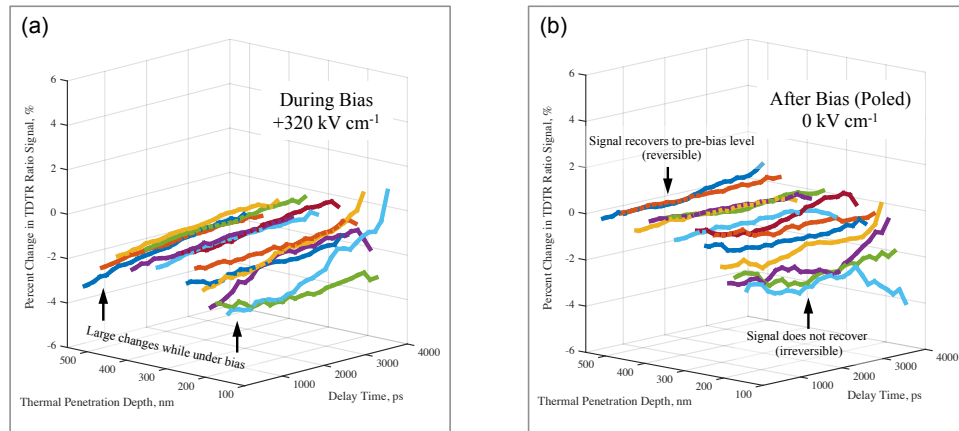 (a)
6
4
2
0
-2
-4
-6
Percent Change in TDTR Ratio Signal, %
During Bias
+320 kV cm⁻¹
Large changes while under bias
500
400
300
200
100
Thermal Penetration Depth, nm
1000
2000
3000
4000
Delay Time, ps
(b)
6
4
2
0
-2
-4
-6
Percent Change in TDTR Ratio Signal, %
After Bias (Poled)
0 kV cm⁻¹
Signal recovers to pre-bias level
(reversible)
Signal does not recover
(irreversible)
500
400
300
200
100
Thermal Penetration Depth, nm
1000
2000
3000
4000
Delay Time, ps